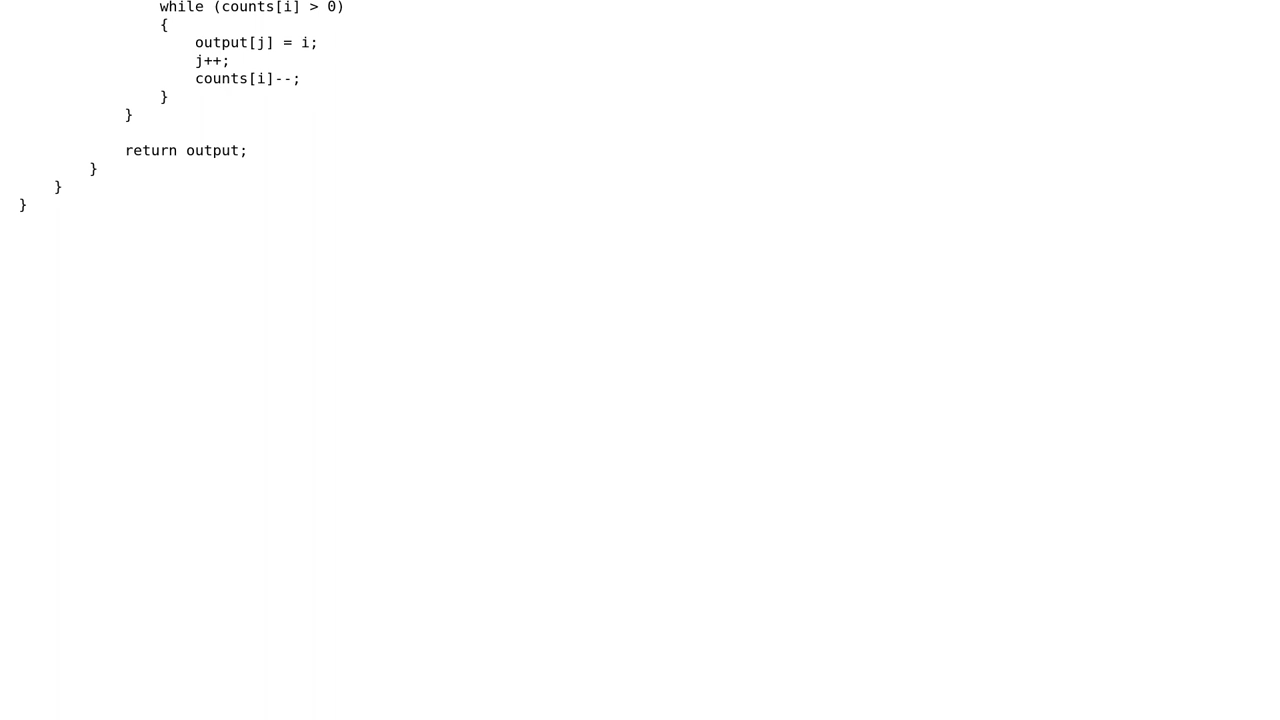 while (counts[i] > 0)
{
output[j] = i;
j++;
counts[i]--;
}
}
return output;
}
}
}